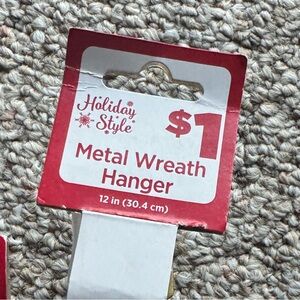 Holiday
Style
$1
Metal Wreath
Hanger
12 in (30.4 cm)